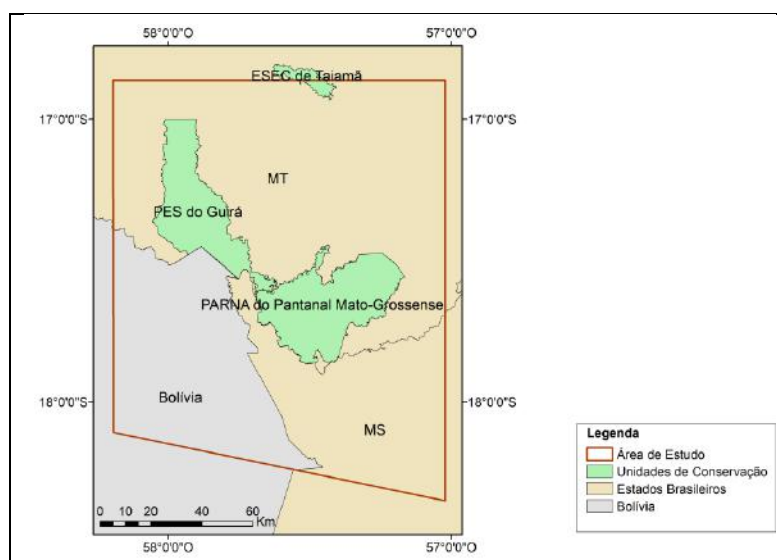 58°0'0"O 57°0'0"O
ESEC de Taiamã
17°0'0"S 17°0'0"S
MT
PES do Guirá
PARNA do Pantanal Mato-Grossense
Bolívia
18°0'0"S 18°0'0"S
MS
Legenda
Área de Estudo
Unidades de Conservação
Estados Brasileiros
Bolívia
0 5 10 20 40 60
Km
58°0'0"O 57°0'0"O